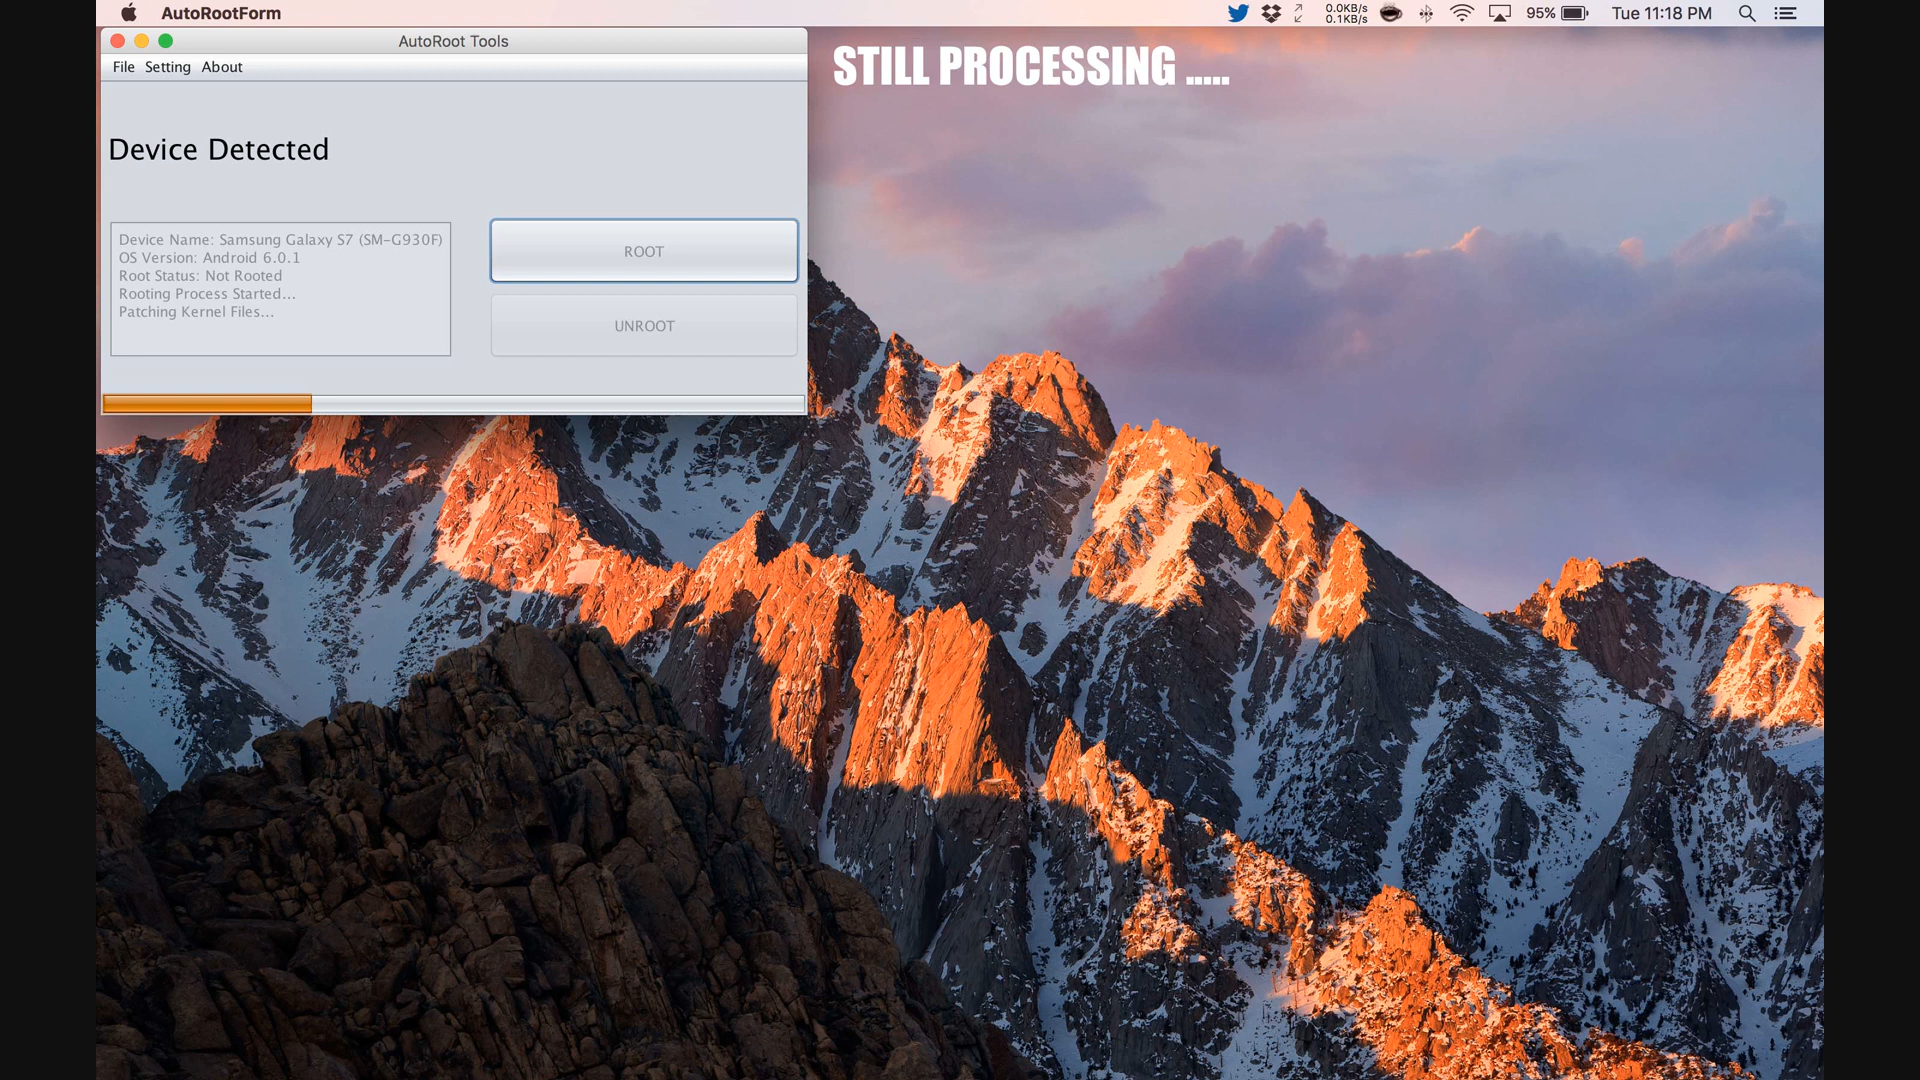 AutoRootForm
0.0KB/s
0.1KB/s
95%
Tue 11:18 PM
AutoRoot Tools
STILL PROCESSING .....
File Setting About
Device Detected
Device Name: Samsung Galaxy S7 (SM-G930F)
OS Version: Android 6.0.1
Root Status: Not Rooted
Rooting Process Started...
Patching Kernel Files...
ROOT
UNROOT